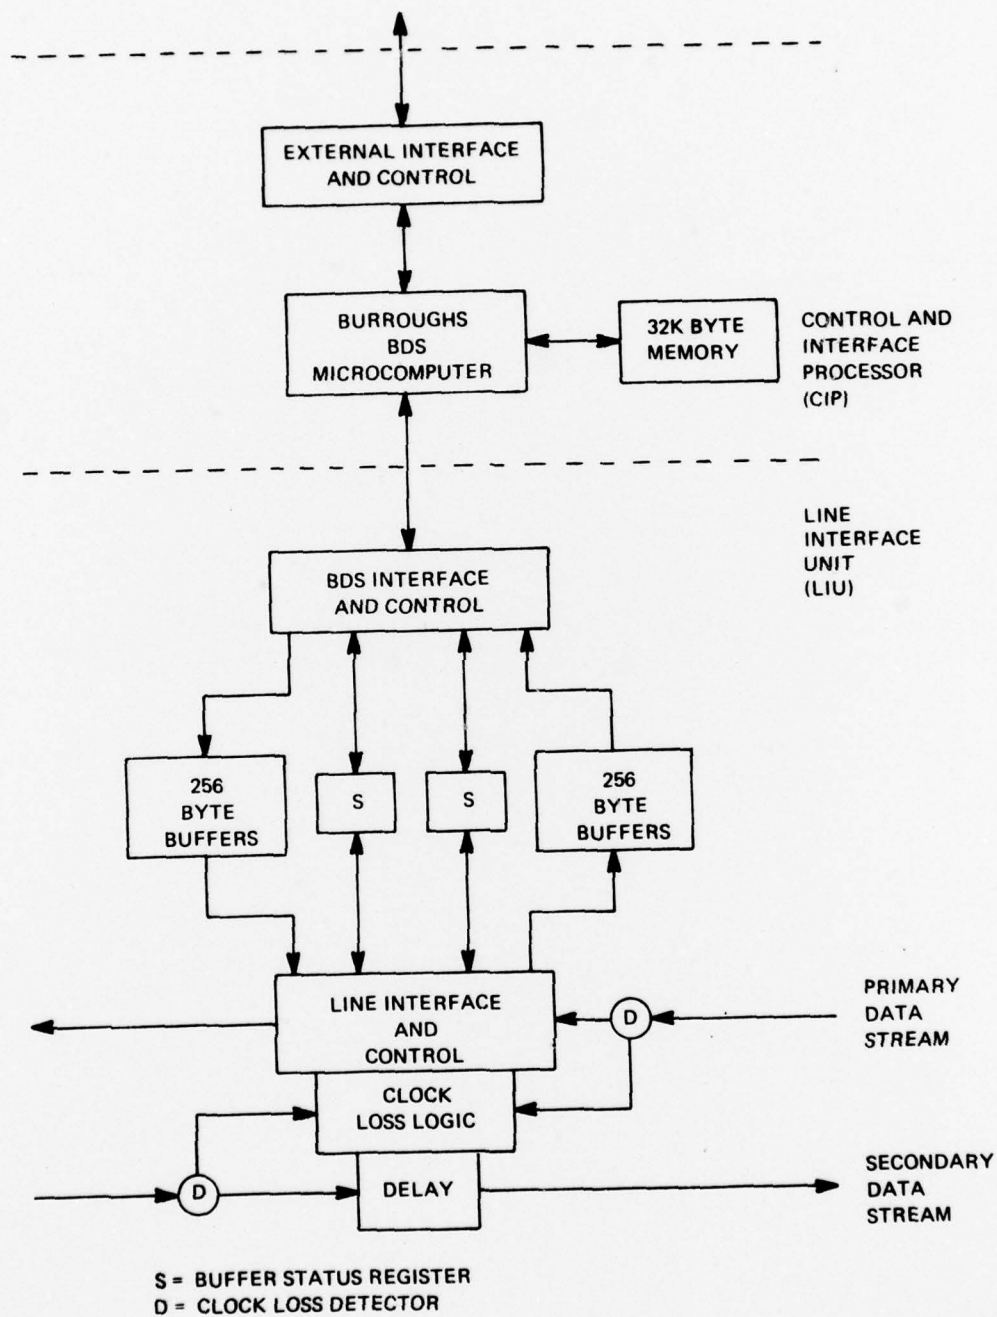 EXTERNAL INTERFACE
AND CONTROL
BURROUGHS
BDS
MICROCOMPUTER
32K BYTE
MEMORY
CONTROL AND
INTERFACE
PROCESSOR
(CIP)
LINE
INTERFACE
UNIT
(LIU)
BDS INTERFACE
AND CONTROL
256
BYTE
BUFFERS
S
S
256
BYTE
BUFFERS
LINE INTERFACE
AND
CONTROL
D
PRIMARY
DATA
STREAM
CLOCK
LOSS LOGIC
D
DELAY
SECONDARY
DATA
STREAM
S = BUFFER STATUS REGISTER
D = CLOCK LOSS DETECTOR